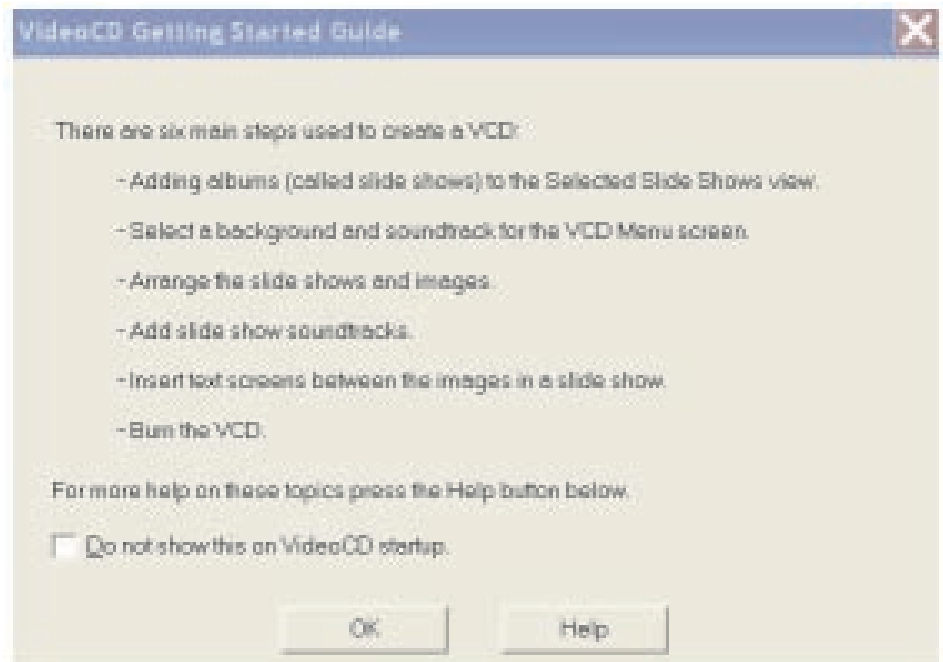 VideoCD Getting Started Guide
There are six main steps used to create a VCD:
- Adding albums (called slide shows) to the Selected Slide Shows view.
- Select a background and soundtrack for the VCD Menu screen.
- Arrange the slide shows and images.
- Add slide show soundtracks.
- Insert text screens between the images in a slide show.
- Burn the VCD.
For more help on these topics press the Help button below.
Do not show this on VideoCD startup.
OK Help